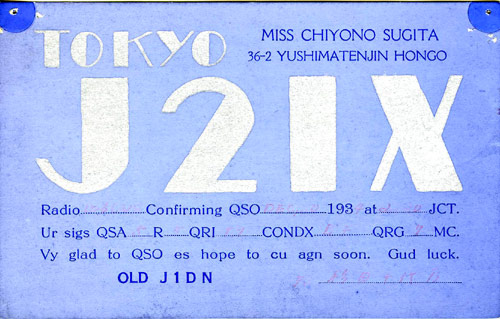 TOKYO
MISS CHIYONO SUGITA
36-2 YUSHIMATENJIN HONGO
J2IX
Radio Confirming QSO 193 at JCT.
Ur sigs QSA R QRI CONDX QRG MC.
Vy glad to QSO es hope to cu agn soon. Gud luck.
OLD J1DN